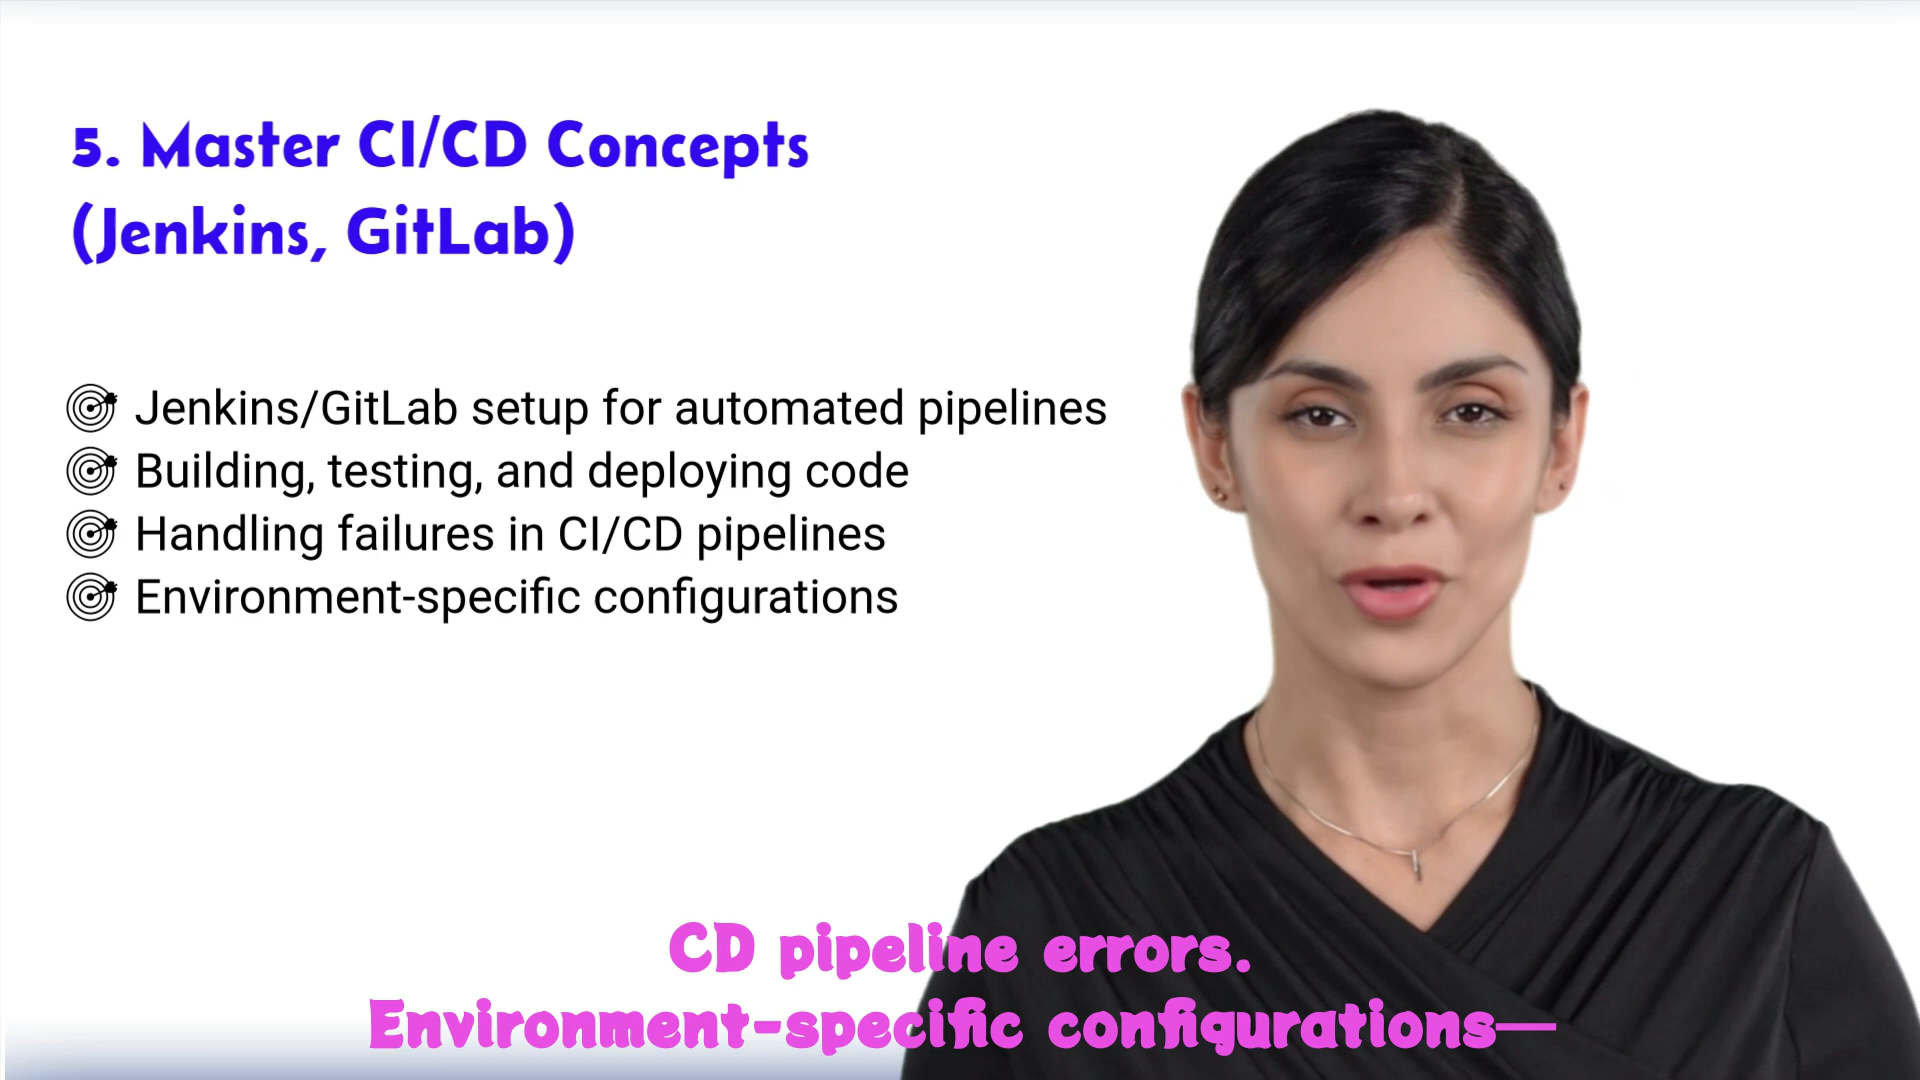 5. Master CI/CD Concepts
(Jenkins, GitLab)
Jenkins/GitLab setup for automated pipelines
Building, testing, and deploying code
Handling failures in CI/CD pipelines
Environment-specific configurations
CD pipeline errors.
Environment-specific configurations—